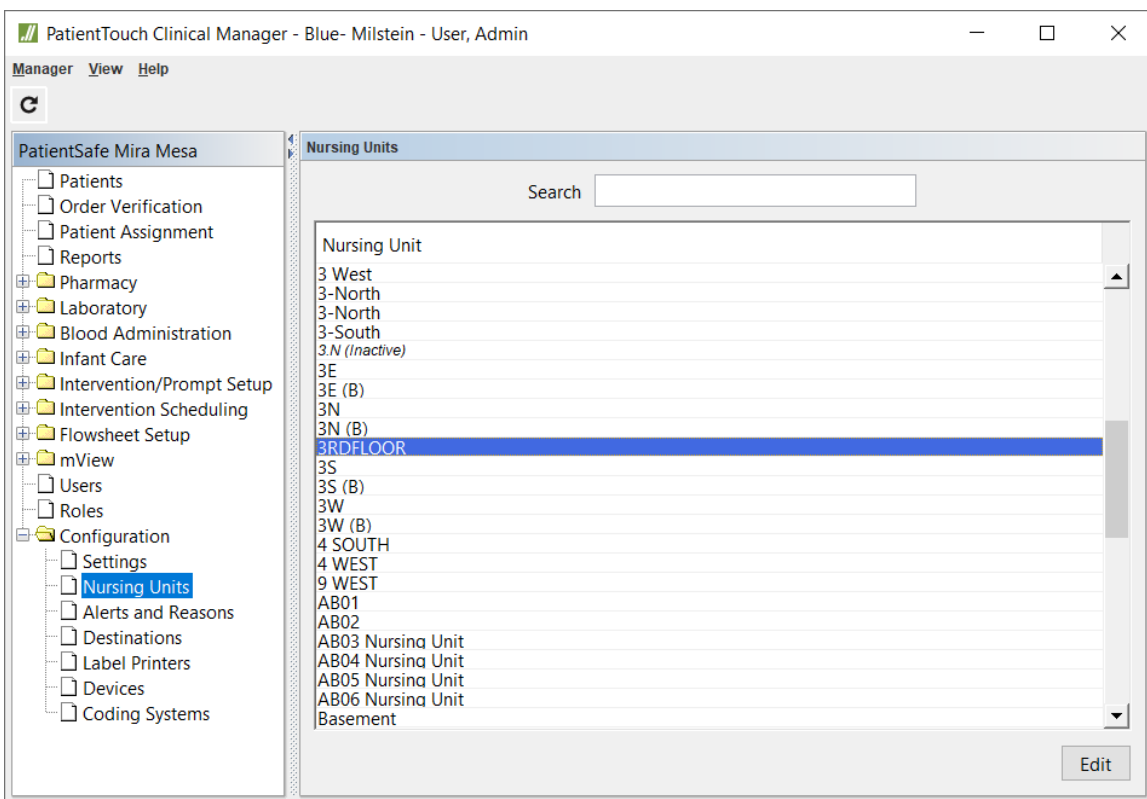 PatientTouch Clinical Manager - Blue- Milstein - User, Admin
Manager View Help
PatientSafe Mira Mesa
Patients
Order Verification
Patient Assignment
Reports
Pharmacy
Laboratory
Blood Administration
Infant Care
Intervention/Prompt Setup
Intervention Scheduling
Flowsheet Setup
mView
Users
Roles
Configuration
Settings
Nursing Units
Alerts and Reasons
Destinations
Label Printers
Devices
Coding Systems
Nursing Units
Search
Nursing Unit
3 West
3-North
3-North
3-South
3.N (Inactive)
3E
3E (B)
3N
3N (B)
3RDFLOOR
3S
3S (B)
3W
3W (B)
4 SOUTH
4 WEST
9 WEST
AB01
AB02
AB03 Nursing Unit
AB04 Nursing Unit
AB05 Nursing Unit
AB06 Nursing Unit
Basement
Edit